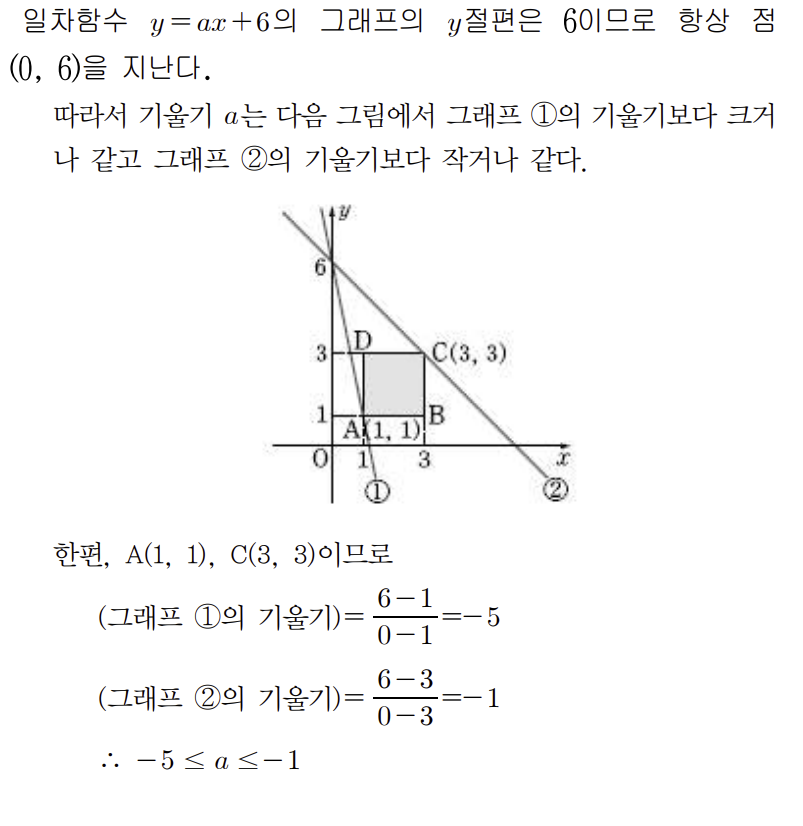 일차함수 y=ax+6의 그래프의 y절편은 6이므로 항상 점
(0, 6)을 지난다.
따라서 기울기 a는 다음 그림에서 그래프 ①의 기울기보다 크거
나 같고 그래프 ②의 기울기보다 작거나 같다.
y
6
3 D C(3, 3)
1 A(1, 1) B
O 1 3 x
① ②
한편, A(1, 1), C(3, 3)이므로
(그래프 ①의 기울기)= \frac{6-1}{0-1} =-5
(그래프 ②의 기울기)= \frac{6-3}{0-3} =-1
∴ -5 ≤ a ≤ -1